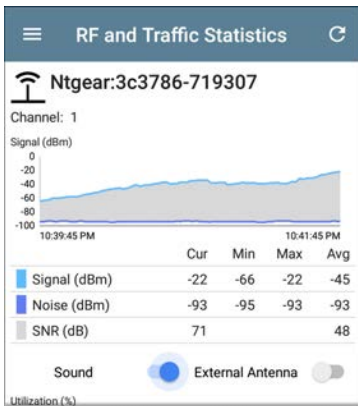 RF and Traffic Statistics
Ntgear:3c3786-719307
Channel: 1
Signal (dBm)
0
-20
-40
-60
-80
-100
10:39:45 PM 10:41:45 PM
Cur Min Max Avg
Signal (dBm) -22 -66 -22 -45
Noise (dBm) -93 -95 -93 -93
SNR (dB) 71 48
Sound External Antenna
Utilization (%)